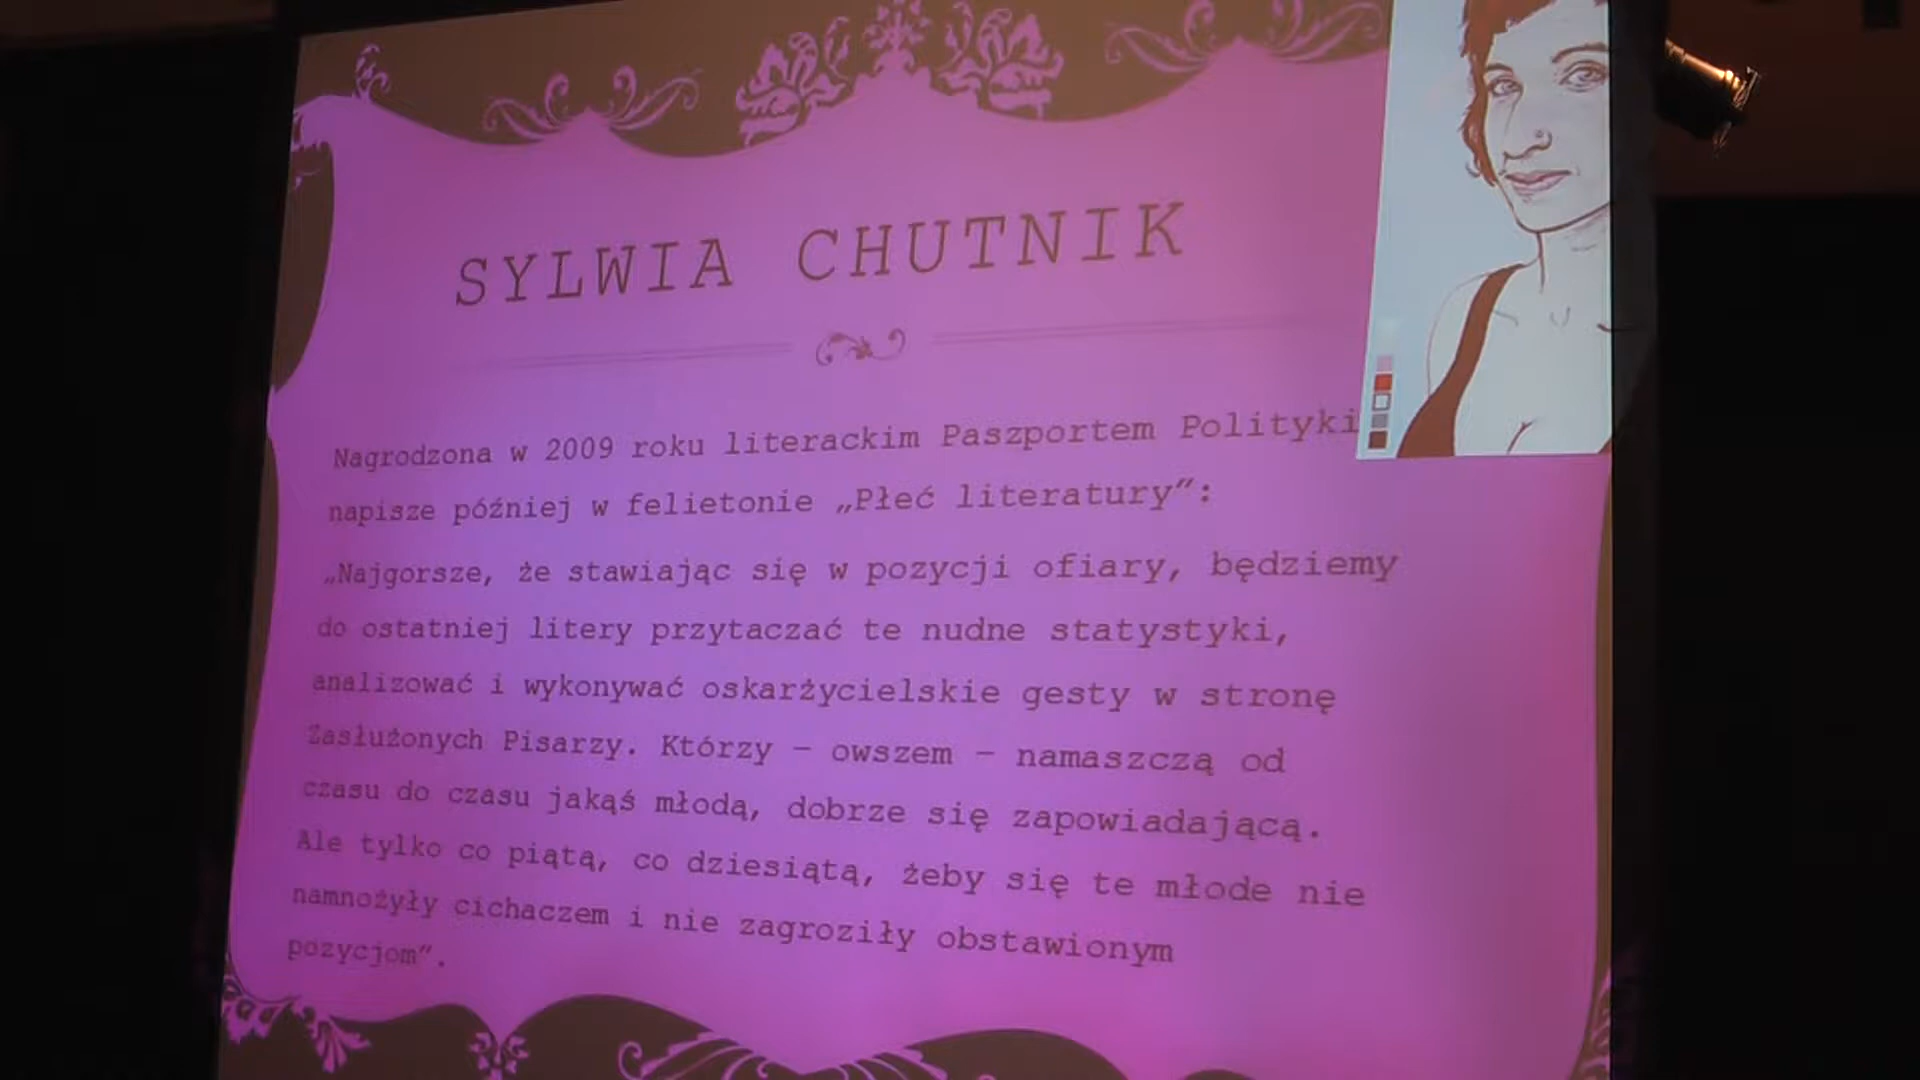 SYLWIA CHUTNIK
Nagrodzona w 2009 roku literackim Paszportem Polityki
napisze później w felietonie „Płeć literatury”:
„Najgorsze, że stawiając się w pozycji ofiary, będziemy
do ostatniej litery przytaczać te nudne statystyki,
analizować i wykonywać oskarżycielskie gesty w stronę
Zasłużonych Pisarzy. Którzy – owszem – namaszczą od
czasu do czasu jakąś młodą, dobrze się zapowiadającą.
Ale tylko co piątą, co dziesiątą, żeby się te młode nie
namnożyły cichaczem i nie zagroziły obstawionym
pozycjom”.